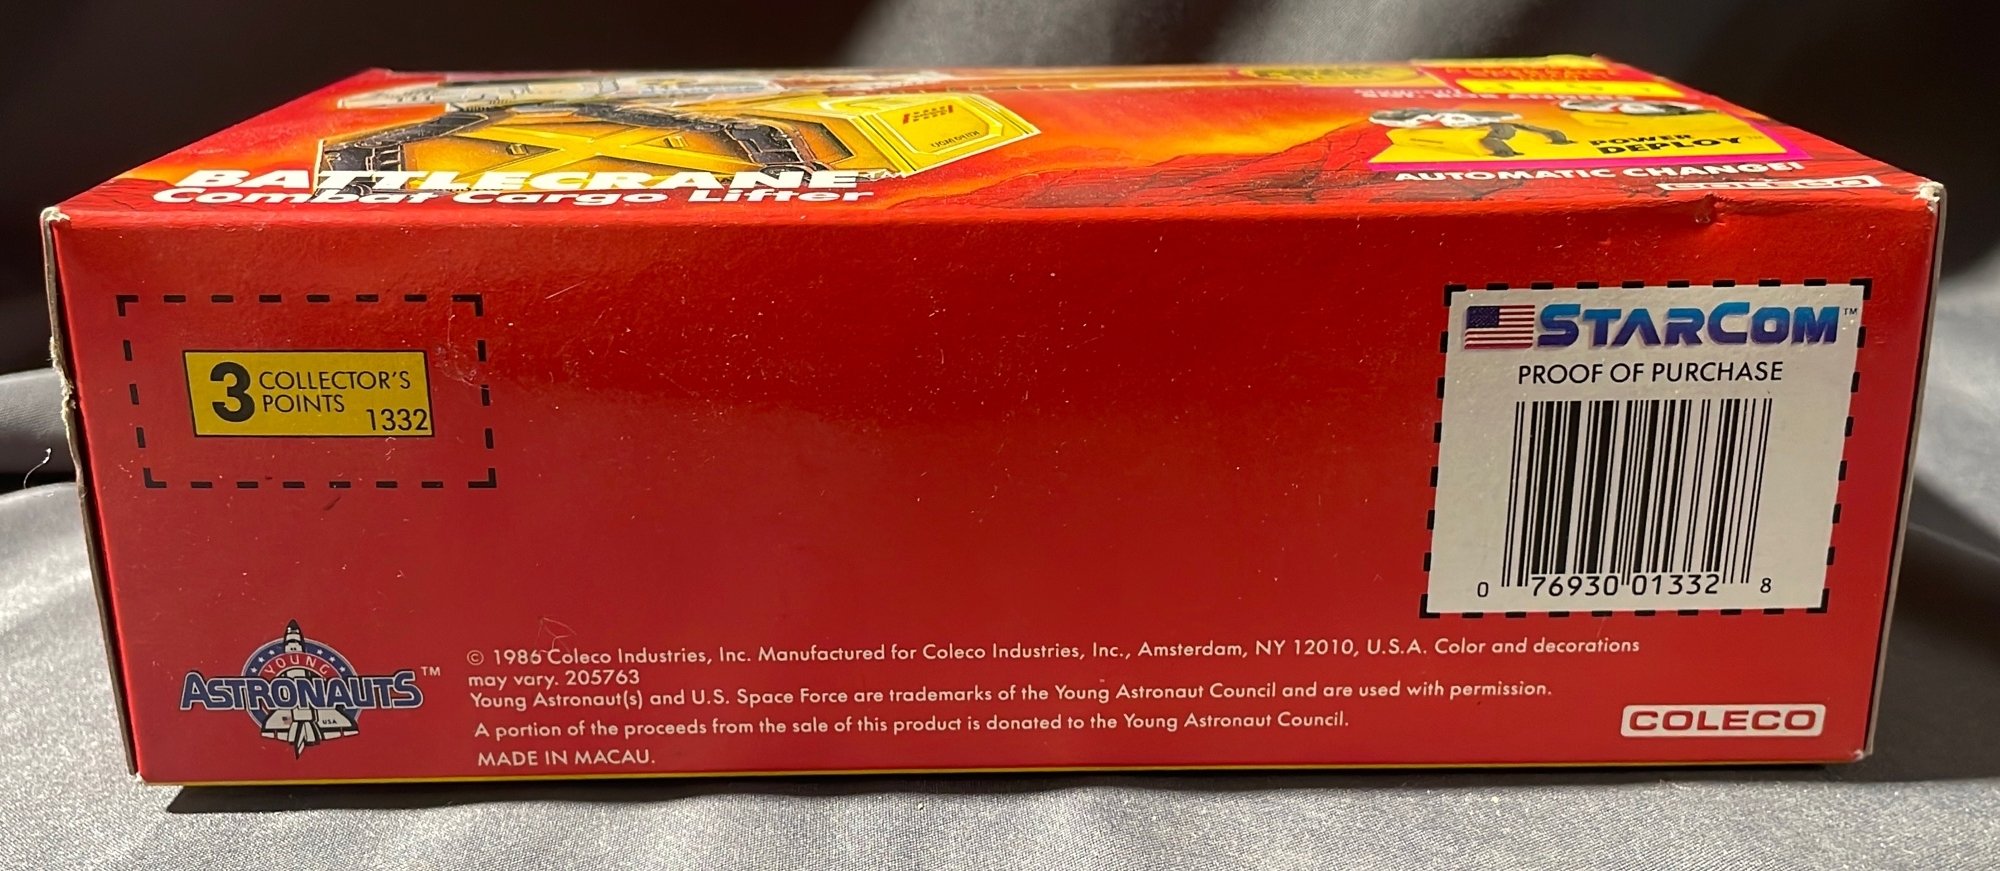 BATTLECRANE™
Combat Cargo Lifter
POWER
DEPLOY™
AUTOMATIC CHANGE!
COLECO
3 COLLECTOR'S
POINTS 1332
STARCOM™
PROOF OF PURCHASE
0 76930 01332 8
YOUNG
ASTRONAUTS™
USA
© 1986 Coleco Industries, Inc. Manufactured for Coleco Industries, Inc., Amsterdam, NY 12010, U.S.A. Color and decorations
may vary. 205763
Young Astronaut(s) and U.S. Space Force are trademarks of the Young Astronaut Council and are used with permission.
A portion of the proceeds from the sale of this product is donated to the Young Astronaut Council.
MADE IN MACAU.
COLECO